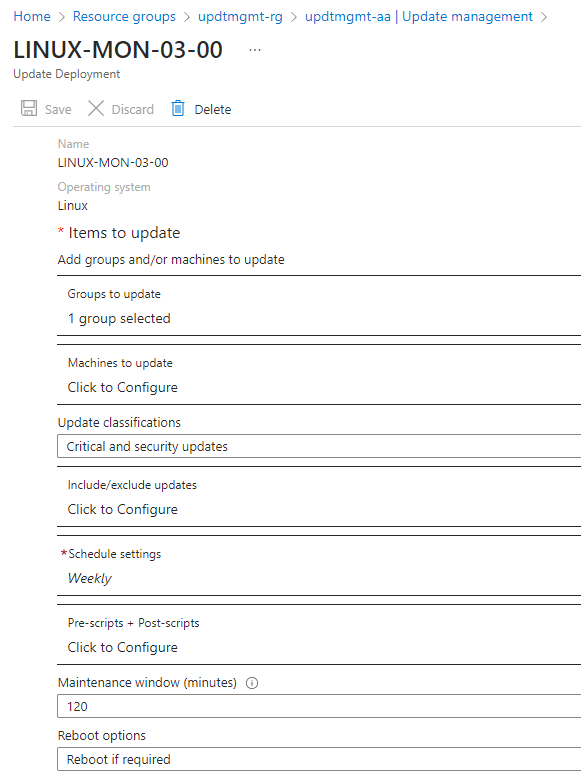 Home > Resource groups > updtmgmt-rg > updtmgmt-aa | Update management >
LINUX-MON-03-00 ...
Update Deployment
Save Discard Delete
Name
LINUX-MON-03-00
Operating system
Linux
* Items to update
Add groups and/or machines to update
Groups to update
1 group selected
Machines to update
Click to Configure
Update classifications
Critical and security updates
Include/exclude updates
Click to Configure
*Schedule settings
Weekly
Pre-scripts + Post-scripts
Click to Configure
Maintenance window (minutes)
120
Reboot options
Reboot if required